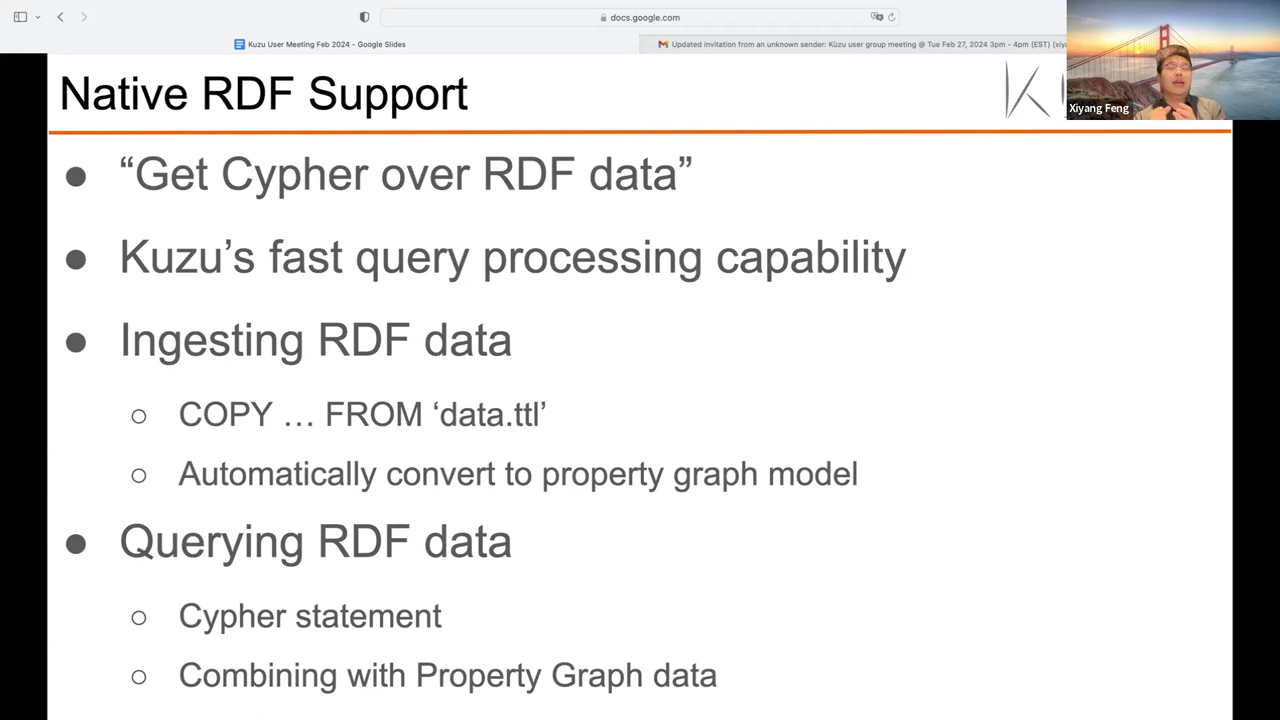 docs.google.com
Kuzu User Meeting Feb 2024 - Google Slides
Updated invitation from an unknown sender: Kùzu user group meeting @ Tue Feb 27, 2024 3pm - 4pm (EST) (xiy
Native RDF Support
K
Xiyang Feng
● “Get Cypher over RDF data”
● Kuzu’s fast query processing capability
● Ingesting RDF data
○ COPY … FROM ‘data.ttl’
○ Automatically convert to property graph model
● Querying RDF data
○ Cypher statement
○ Combining with Property Graph data